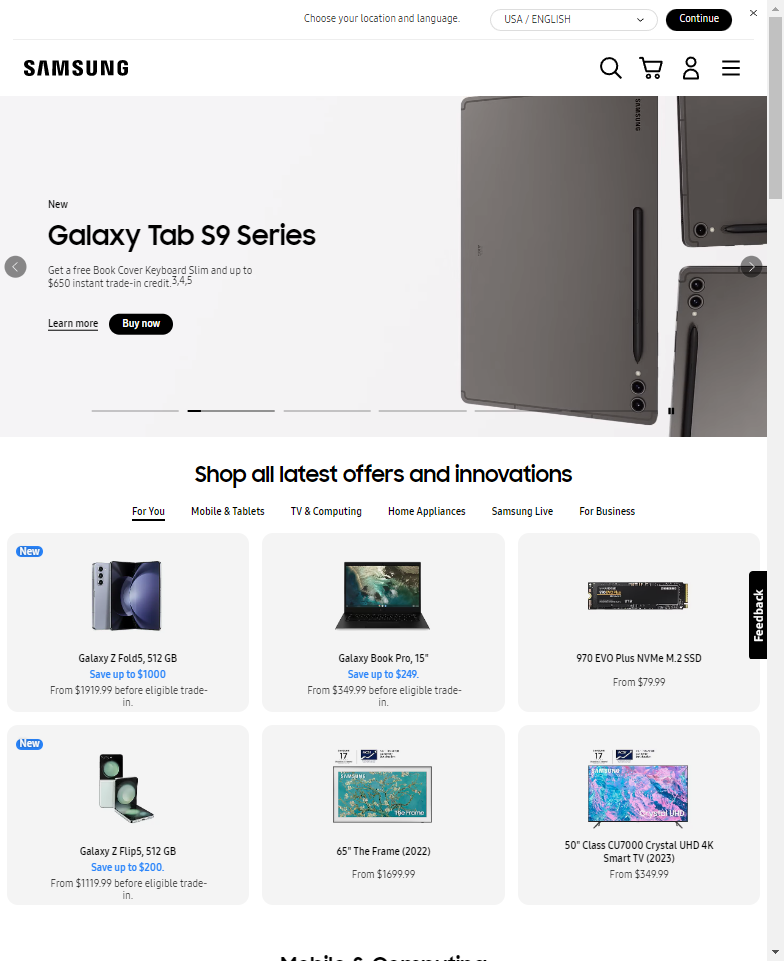 Choose your location and language.
USA / ENGLISH
Continue
SAMSUNG
SAMSUNG
New
Galaxy Tab S9 Series
Get a free Book Cover Keyboard Slim and up to
$650 instant trade-in credit.3,4,5
Learn more
Buy now
Shop all latest offers and innovations
For You
Mobile & Tablets
TV & Computing
Home Appliances
Samsung Live
For Business
New
Galaxy Z Fold5, 512 GB
Save up to $1000
From $1919.99 before eligible trade-
in.
Galaxy Book Pro, 15"
Save up to $249.
From $349.99 before eligible trade-
in.
970 EVO Plus NVMe M.2 SSD
From $79.99
Feedback
New
Galaxy Z Flip5, 512 GB
Save up to $200.
From $1119.99 before eligible trade-
in.
17
SAMSUNG
The Frame
65" The Frame (2022)
From $1699.99
17
SAMSUNG
Crystal UHD
50" Class CU7000 Crystal UHD 4K
Smart TV (2023)
From $349.99
Mobile & Computing